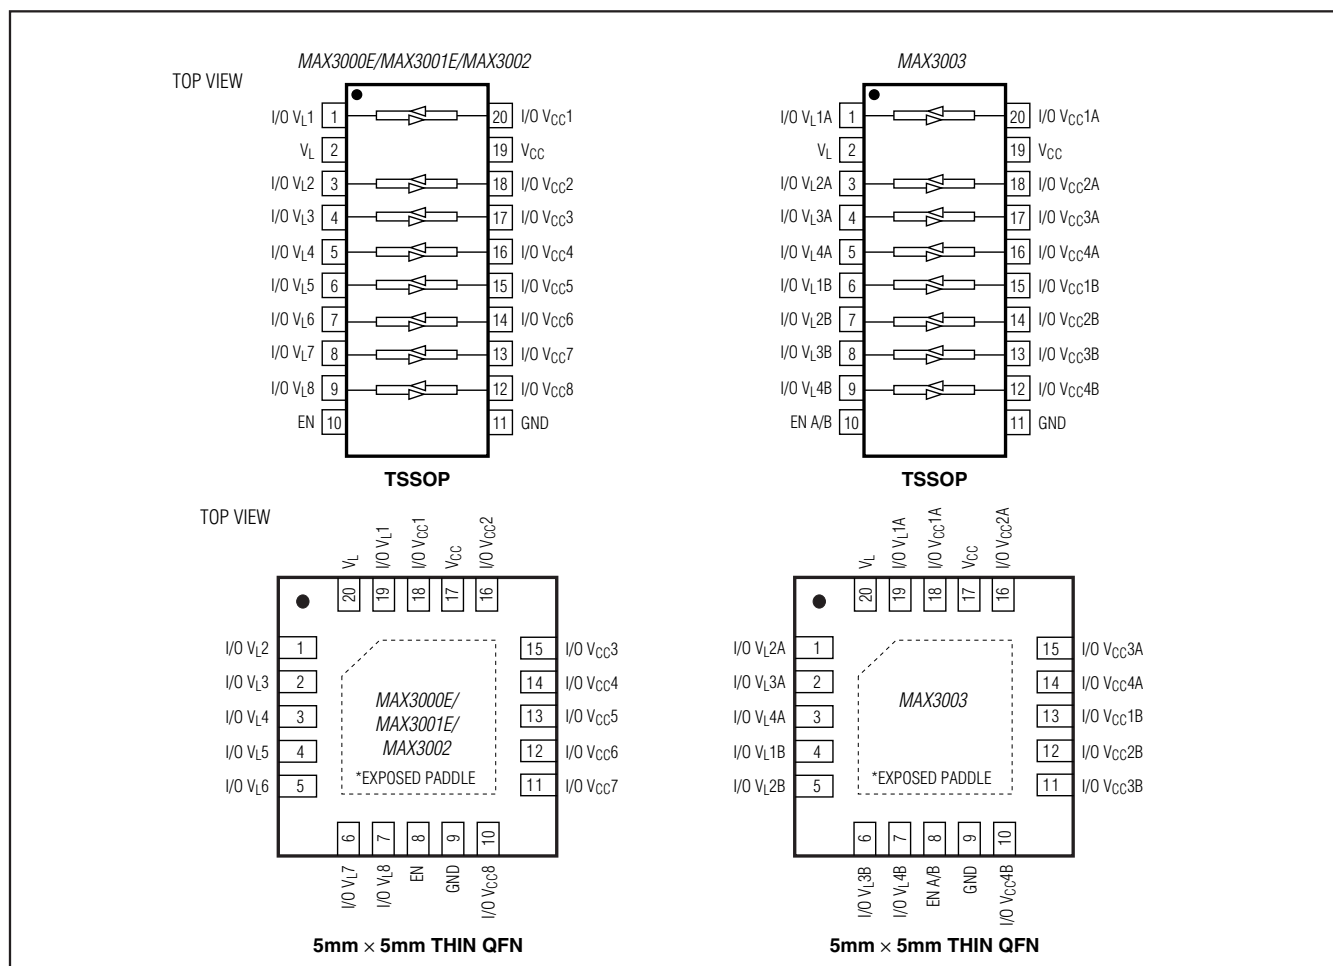 MAX3000E/MAX3001E/MAX3002
MAX3003
TOP VIEW
I/O VL1 1 20 I/O VCC1
VL 2 19 VCC
I/O VL2 3 18 I/O VCC2
I/O VL3 4 17 I/O VCC3
I/O VL4 5 16 I/O VCC4
I/O VL5 6 15 I/O VCC5
I/O VL6 7 14 I/O VCC6
I/O VL7 8 13 I/O VCC7
I/O VL8 9 12 I/O VCC8
EN 10 11 GND
TSSOP
I/O VL1A 1 20 I/O VCC1A
VL 2 19 VCC
I/O VL2A 3 18 I/O VCC2A
I/O VL3A 4 17 I/O VCC3A
I/O VL4A 5 16 I/O VCC4A
I/O VL1B 6 15 I/O VCC1B
I/O VL2B 7 14 I/O VCC2B
I/O VL3B 8 13 I/O VCC3B
I/O VL4B 9 12 I/O VCC4B
EN A/B 10 11 GND
TSSOP
TOP VIEW
VL I/O VL1 I/O VCC1 VCC I/O VCC2
20 19 18 17 16
I/O VL2 1 15 I/O VCC3
I/O VL3 2 14 I/O VCC4
I/O VL4 3 13 I/O VCC5
I/O VL5 4 12 I/O VCC6
I/O VL6 5 11 I/O VCC7
MAX3000E/
MAX3001E/
MAX3002
*EXPOSED PADDLE
6 7 8 9 10
I/O VL7 I/O VL8 EN GND I/O VCC8
5mm × 5mm THIN QFN
VL I/O VL1A I/O VCC1A VCC I/O VCC2A
20 19 18 17 16
I/O VL2A 1 15 I/O VCC3A
I/O VL3A 2 14 I/O VCC4A
I/O VL4A 3 13 I/O VCC1B
I/O VL1B 4 12 I/O VCC2B
I/O VL2B 5 11 I/O VCC3B
MAX3003
*EXPOSED PADDLE
6 7 8 9 10
I/O VL3B I/O VL4B EN A/B GND I/O VCC4B
5mm × 5mm THIN QFN